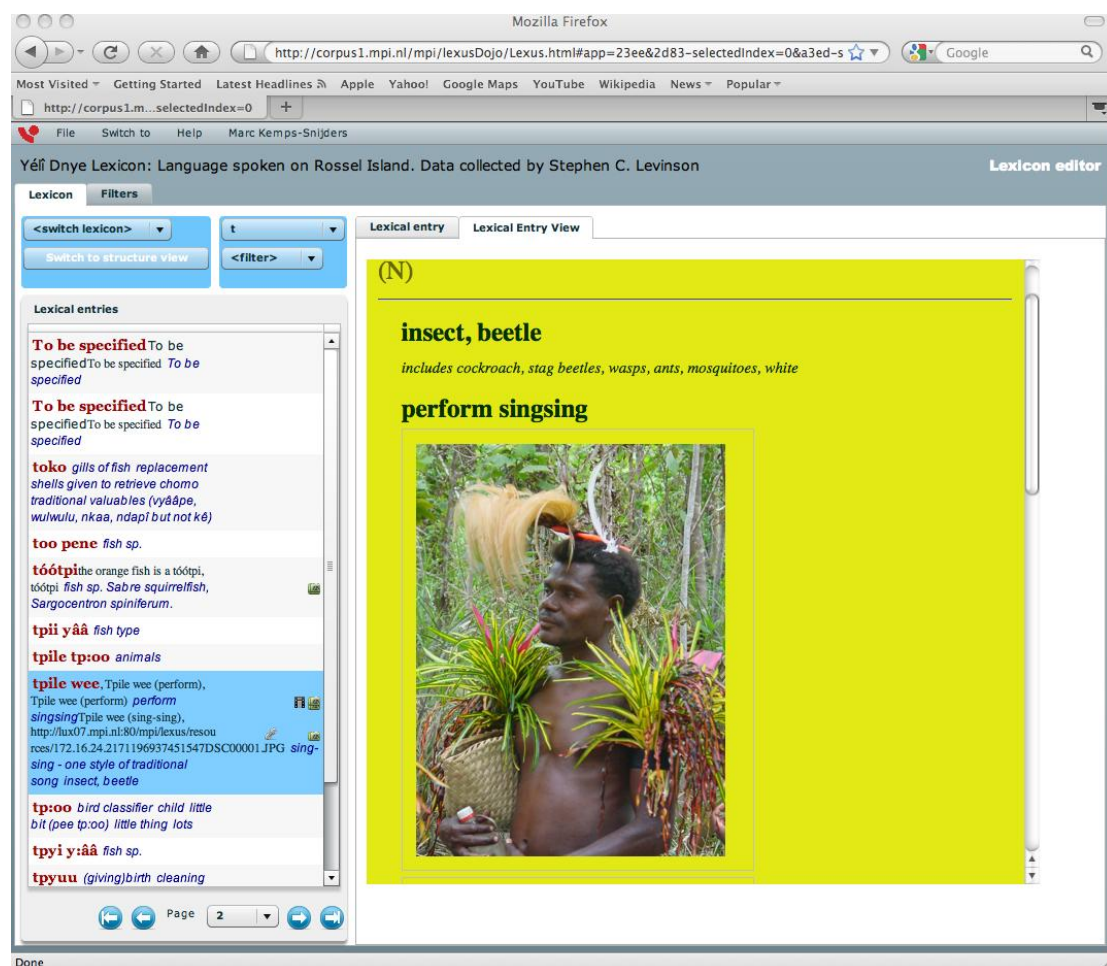 Mozilla Firefox
http://corpus1.mpi.nl/mpi/lexusDojo/Lexus.html#app=23ee&2d83-selectedIndex=0&a3ed-s
Google
Most Visited Getting Started Latest Headlines Apple Yahoo! Google Maps YouTube Wikipedia News Popular
http://corpus1.m...selectedIndex=0 +
File Switch to Help Marc Kemps-Snijders
Yélî Dnye Lexicon: Language spoken on Rossel Island. Data collected by Stephen C. Levinson
Lexicon editor
Lexicon Filters
<switch lexicon> t
Switch to structure view <filter>
Lexical entries
To be specified To be
specifiedTo be specified To be
specified
To be specified To be
specifiedTo be specified To be
specified
toko gills of fish replacement
shells given to retrieve chomo
traditional valuables (vyââpe,
wulwulu, nkaa, ndapî but not kê)
too pene fish sp.
tóótpithe orange fish is a tóótpi,
tóótpi fish sp. Sabre squirrelfish,
Sargocentron spiniferum.
tpii yââ fish type
tpile tp:oo animals
tpile wee, Tpile wee (perform),
Tpile wee (perform) perform
singsingTpile wee (sing-sing),
http://lux07.mpi.nl:80/mpi/lexus/resou
rces/172.16.24.2171196937451547DSC00001.JPG sing-
sing - one style of traditional
song insect, beetle
tp:oo bird classifier child little
bit (pee tp:oo) little thing lots
tpyi y:ââ fish sp.
tpyuu (giving)birth cleaning
Page 2
Lexical entry Lexical Entry View
(N)
insect, beetle
includes cockroach, stag beetles, wasps, ants, mosquitoes, white
perform singsing
Done